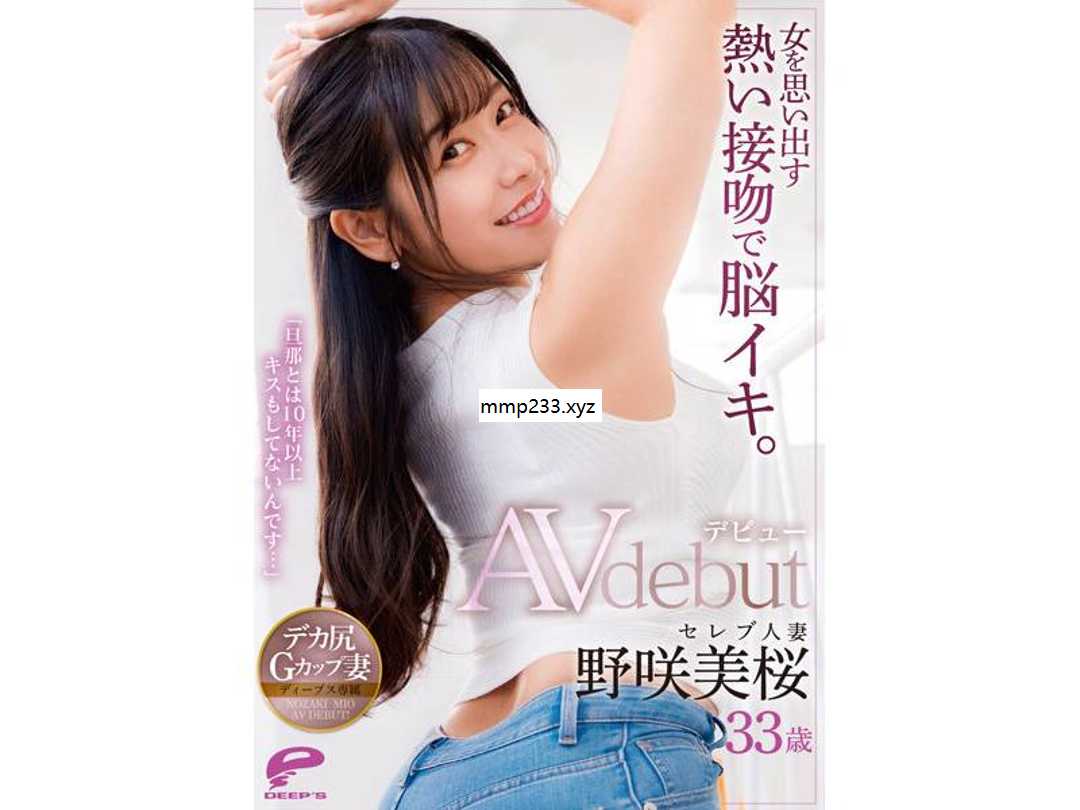 女を思い出す
熱い接吻で脳イキ。
「旦那とは10年以上
キスもしてないんです…」
mmp233.xyz
デビュー
AVdebut
セレブ人妻
野咲美桜
33歳
デカ尻
Gカップ妻
ディープス専属
NOZAKI MIO
AV DEBUT!
DEEP'S